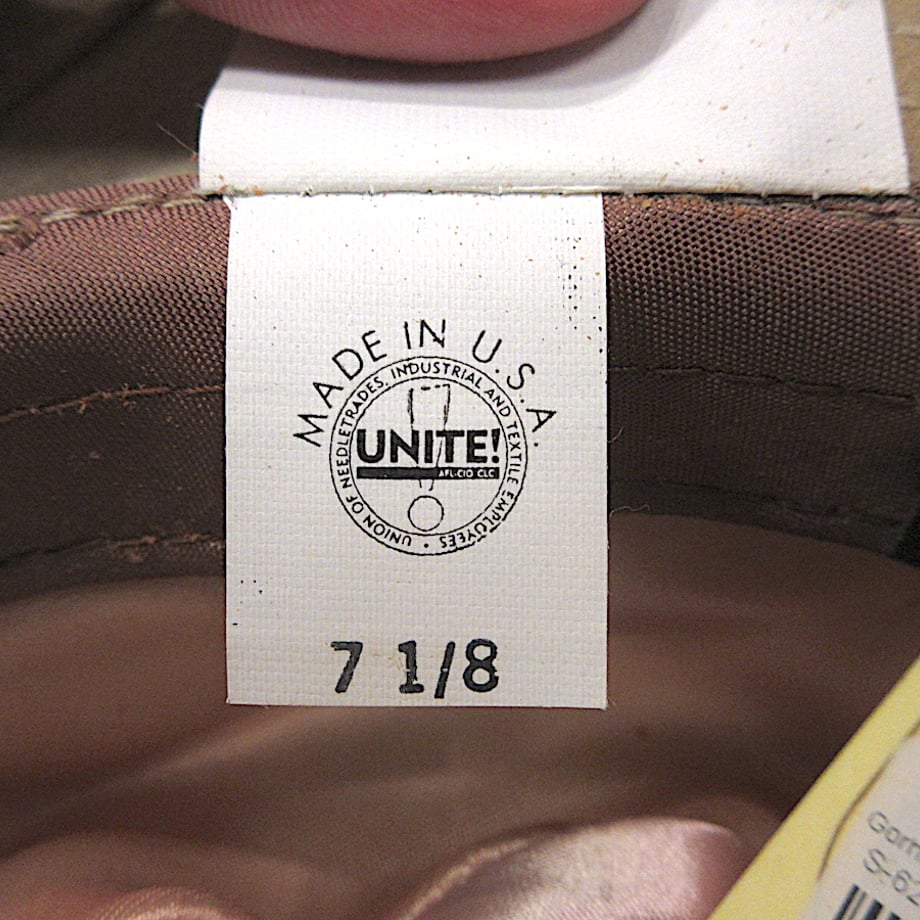 MADE IN U.S.A.
UNION OF NEEDLETRADES, INDUSTRIAL AND TEXTILE EMPLOYEES •
UNITE!
AFL-CIO CLC
7 1/8